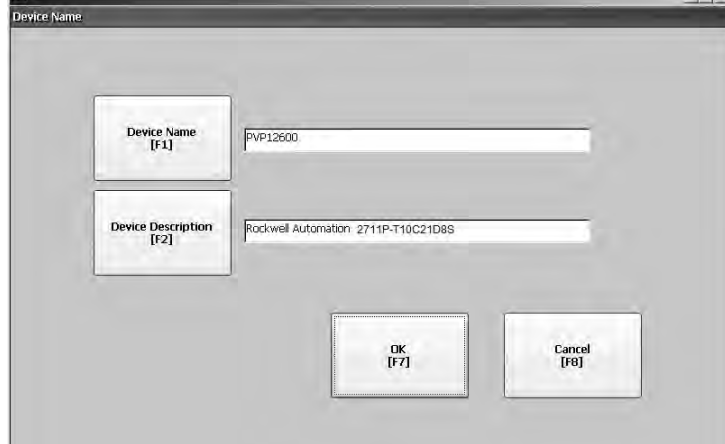 Device Name
Device Name
[F1]
PVP12600
Device Description
[F2]
Rockwell Automation 2711P-T10C21D8S
OK
[F7]
Cancel
[F8]